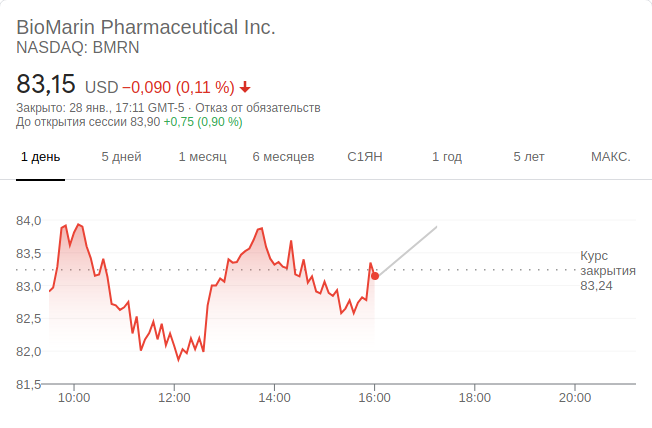 BioMarin Pharmaceutical Inc.
NASDAQ: BMRN
83,15 USD −0,090 (0,11 %)
Закрыто: 28 янв., 17:11 GMT-5 · Отказ от обязательств
До открытия сессии 83,90 +0,75 (0,90 %)
1 день 5 дней 1 месяц 6 месяцев С1ЯН 1 год 5 лет МАКС.
84,0
83,5
83,0
82,5
82,0
81,5
Курс
закрытия
83,24
10:00 12:00 14:00 16:00 18:00 20:00